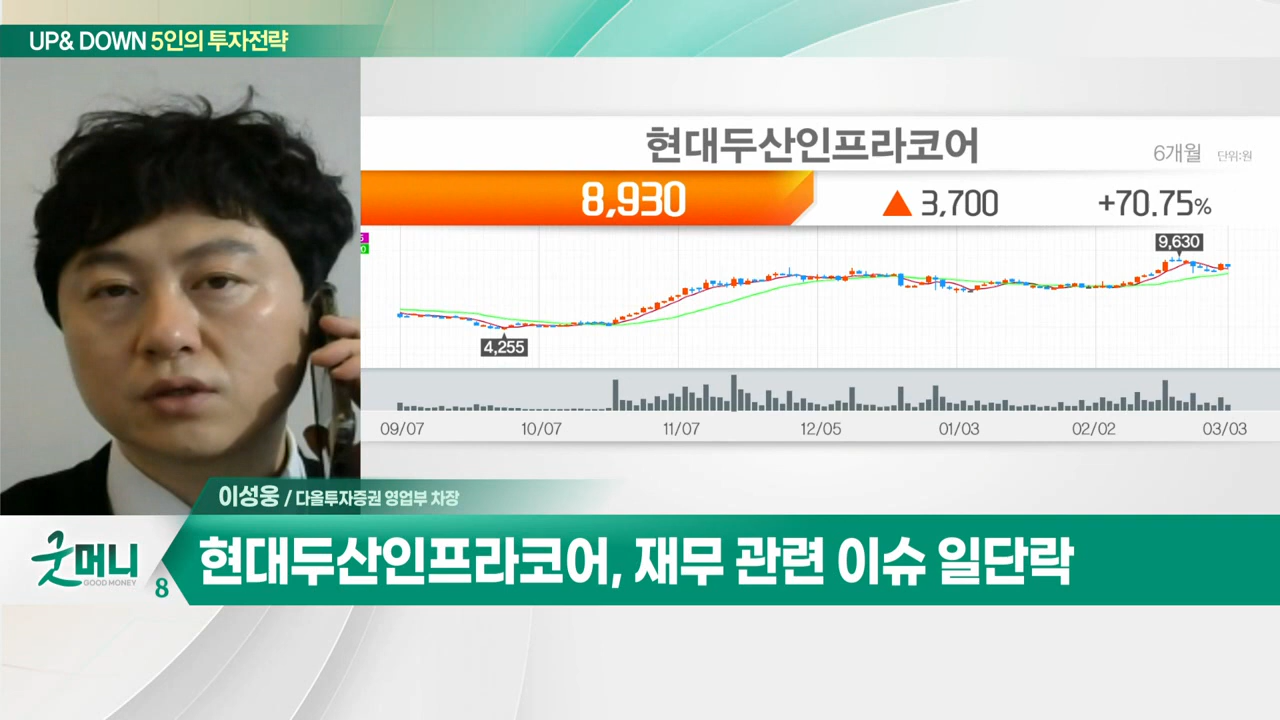 UP& DOWN 5인의 투자전략
현대두산인프라코어
6개월 단위:원
8,930 ▲ 3,700 +70.75%
9,630
4,255
09/07 10/07 11/07 12/05 01/03 02/02 03/03
이성웅 / 다올투자증권 영업부 차장
굿머니
GOOD MONEY
8
현대두산인프라코어, 재무 관련 이슈 일단락